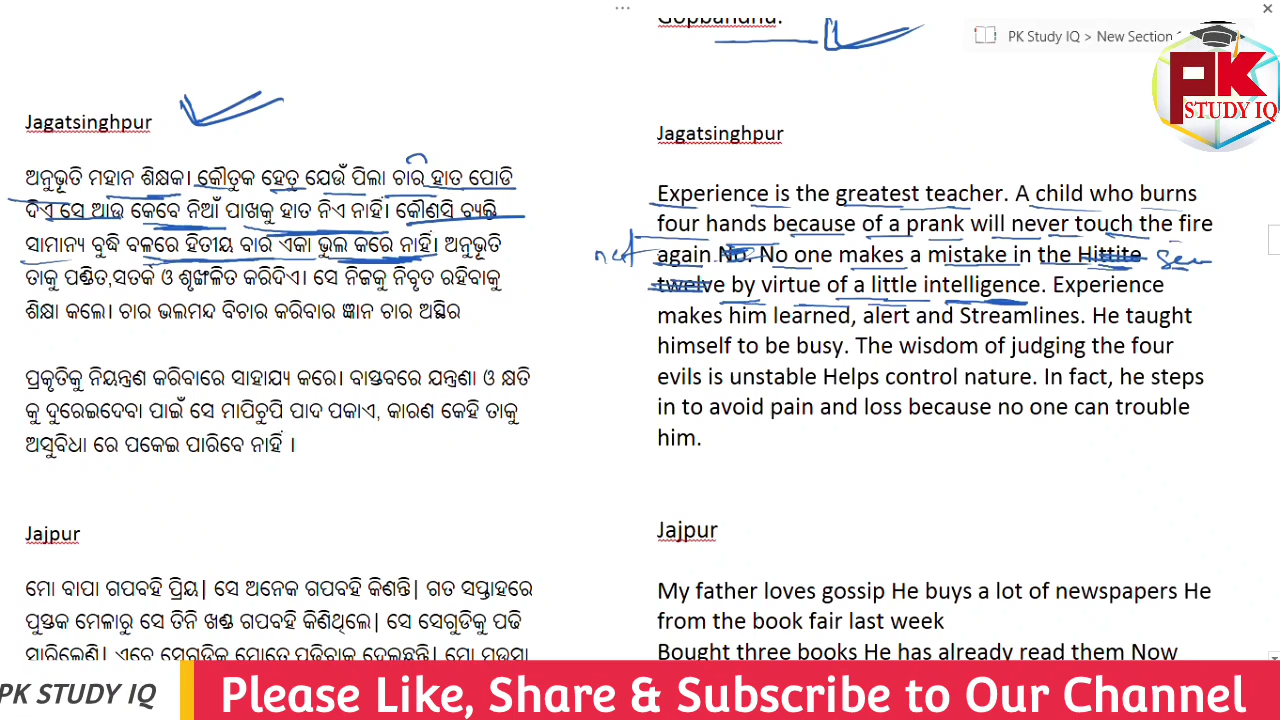 Gopbandhu.
PK Study IQ > New Section
PK
STUDY IQ
Jagatsinghpur
ଅନୁଭୂତି ମହାନ ଶିକ୍ଷକ। କୌତୁକ ହେତୁ ଯେଉଁ ପିଲା ଚାରି ହାତ ପୋଡି
ଦିଏ ସେ ଆଉ କେବେ ନିଆଁ ପାଖକୁ ହାତ ନିଏ ନାହିଁ। କୌଣସି ବ୍ୟକ୍ତି
ସାମାନ୍ୟ ବୁଦ୍ଧି ବଳରେ ହିତୀୟ ବାର ଏକା ଭୁଲ କରେ ନାହିଁ। ଅନୁଭୂତି
ତାକୁ ପଣ୍ଡିତ,ସତର୍କ ଓ ଶୃଙ୍ଖଳିତ କରିଦିଏ। ସେ ନିଜକୁ ନିବୃତ ରହିବାକୁ
ଶିକ୍ଷା କଲେ। ଚାର ଭଲମନ୍ଦ ବିଚାର କରିବାର ଜ୍ଞାନ ଚାର ଅସ୍ଥିର
ପ୍ରକୃତିକୁ ନିୟନ୍ତ୍ରଣ କରିବାରେ ସାହାଯ୍ୟ କରେ। ବାସ୍ତବରେ ଯନ୍ତ୍ରଣା ଓ କ୍ଷତି
କୁ ଦୁରେଇଦେବା ପାଇଁ ସେ ମାପିଚୁପି ପାଦ ପକାଏ, କାରଣ କେହି ତାକୁ
ଅସୁବିଧା ରେ ପକେଇ ପାରିବେ ନାହିଁ ।
Jajpur
ମୋ ବାପା ଗପବହି ପ୍ରିୟ| ସେ ଅନେକ ଗପବହି କିଣନ୍ତି| ଗତ ସପ୍ତାହରେ
ପୁସ୍ତକ ମେଳାରୁ ସେ ତିନି ଖଣ୍ଡ ଗପବହି କିଣିଥିଲେ| ସେ ସେଗୁଡିକୁ ପଢି
ସାରିଲେଣି| ଏବେ ସେଗୁଡିକ ମୋତେ ପଢିବାକୁ ଦେଇଛନ୍ତି| ମୋ ମଉସା
Jagatsinghpur
Experience is the greatest teacher. A child who burns
four hands because of a prank will never touch the fire
again No. No one makes a mistake in the Hittite
twelve by virtue of a little intelligence. Experience
makes him learned, alert and Streamlines. He taught
himself to be busy. The wisdom of judging the four
evils is unstable Helps control nature. In fact, he steps
in to avoid pain and loss because no one can trouble
him.
Jajpur
My father loves gossip He buys a lot of newspapers He
from the book fair last week
Bought three books He has already read them Now
PK STUDY IQ
Please Like, Share & Subscribe to Our Channel